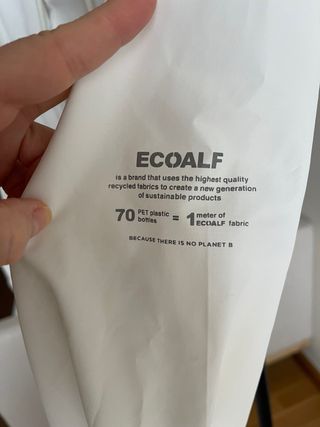 ECOALF
is a brand that uses the highest quality
recycled fabrics to create a new generation
of sustainable products
70 PET plastic bottles = 1 meter of ECOALF fabric
BECAUSE THERE IS NO PLANET B